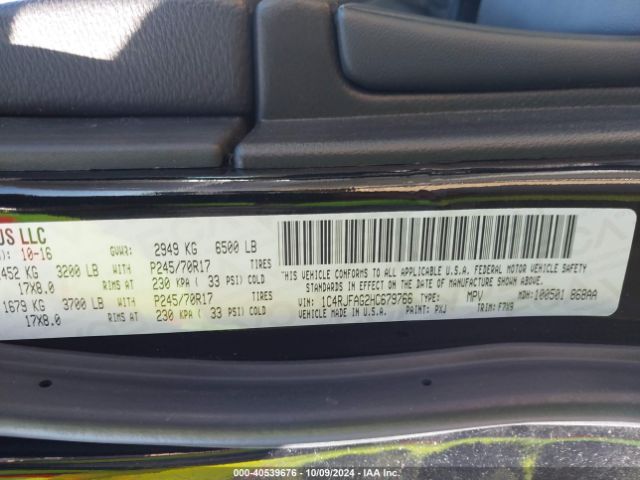 US LLC
): 10-16 GVWR: 2949 KG 6500 LB
452 KG 3200 LB WITH P245/70R17 TIRES
17X8.0 RIMS AT 230 KPA ( 33 PSI) COLD
1679 KG 3700 LB WITH P245/70R17 TIRES
17X8.0 RIMS AT 230 KPA ( 33 PSI) COLD
"THIS VEHICLE CONFORMS TO ALL APPLICABLE U.S.A. FEDERAL MOTOR VEHICLE SAFETY
STANDARDS IN EFFECT ON THE DATE OF MANUFACTURE SHOWN ABOVE."
VIN: 1C4RJFAG2HC679766 TYPE: MPV MDH: 100501 868AA
VEHICLE MADE IN U.S.A. PAINT: PXJ TRIM: F7X9
000-40539676 - 10/09/2024 - IAA Inc.